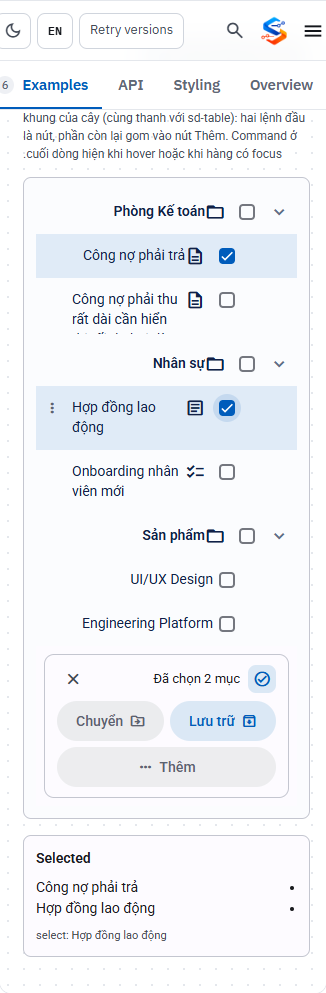 EN
Retry versions
6
Examples
API
Styling
Overview
khung của cây (cùng thanh với sd-table): hai lệnh đầu
là nút, phần còn lại gom vào nút Thêm. Command ở
.cuối dòng hiện khi hover hoặc khi hàng có focus
Phòng Kế toán
Công nợ phải trả
Công nợ phải thu
rất dài cần hiển
Nhân sự
Hợp đồng lao
động
Onboarding nhân
viên mới
Sản phẩm
UI/UX Design
Engineering Platform
Đã chọn 2 mục
Chuyển
Lưu trữ
Thêm
Selected
Công nợ phải trả
Hợp đồng lao động
select: Hợp đồng lao động